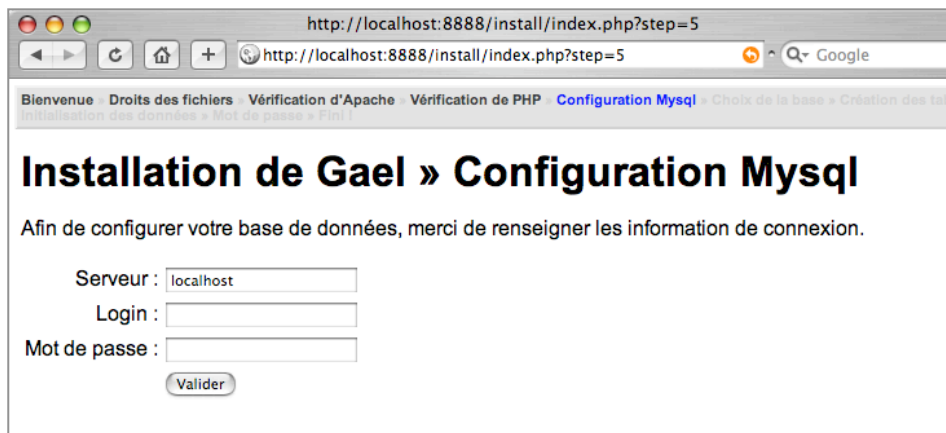 http://localhost:8888/install/index.php?step=5
http://localhost:8888/install/index.php?step=5
Google
Bienvenue » Droits des fichiers » Vérification d'Apache » Vérification de PHP » Configuration Mysql » Choix de la base » Création des
Initialisation des données » Mot de passe » Fini !
Installation de Gael » Configuration Mysql
Afin de configurer votre base de données, merci de renseigner les information de connexion.
Serveur : localhost
Login :
Mot de passe :
Valider